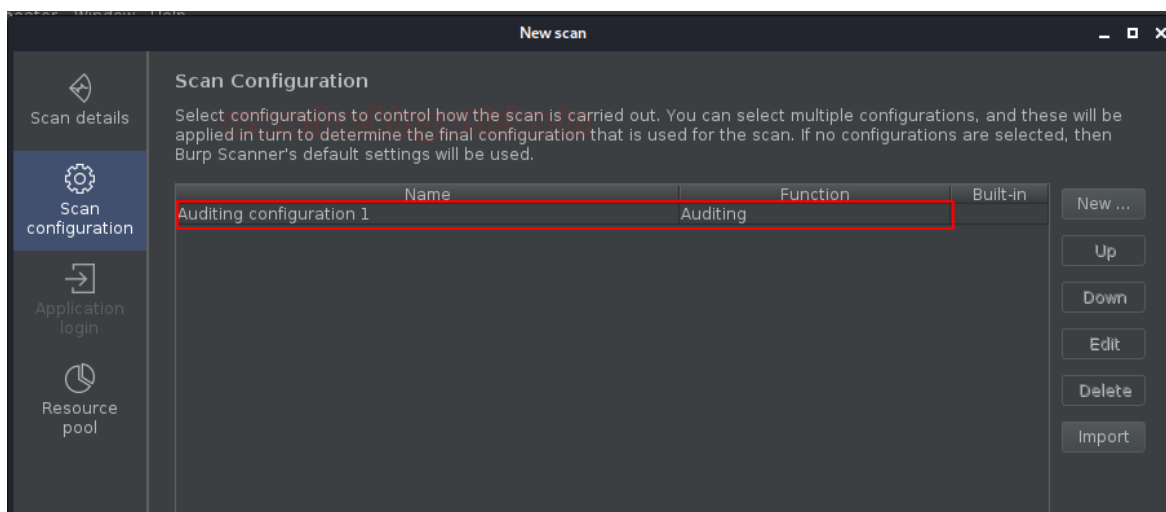 New scan
Scan details
Scan
configuration
Application
login
Resource
pool
Scan Configuration
Select configurations to control how the scan is carried out. You can select multiple configurations, and these will be
applied in turn to determine the final configuration that is used for the scan. If no configurations are selected, then
Burp Scanner's default settings will be used.
Name Function Built-in
Auditing configuration 1 Auditing
New ...
Up
Down
Edit
Delete
Import